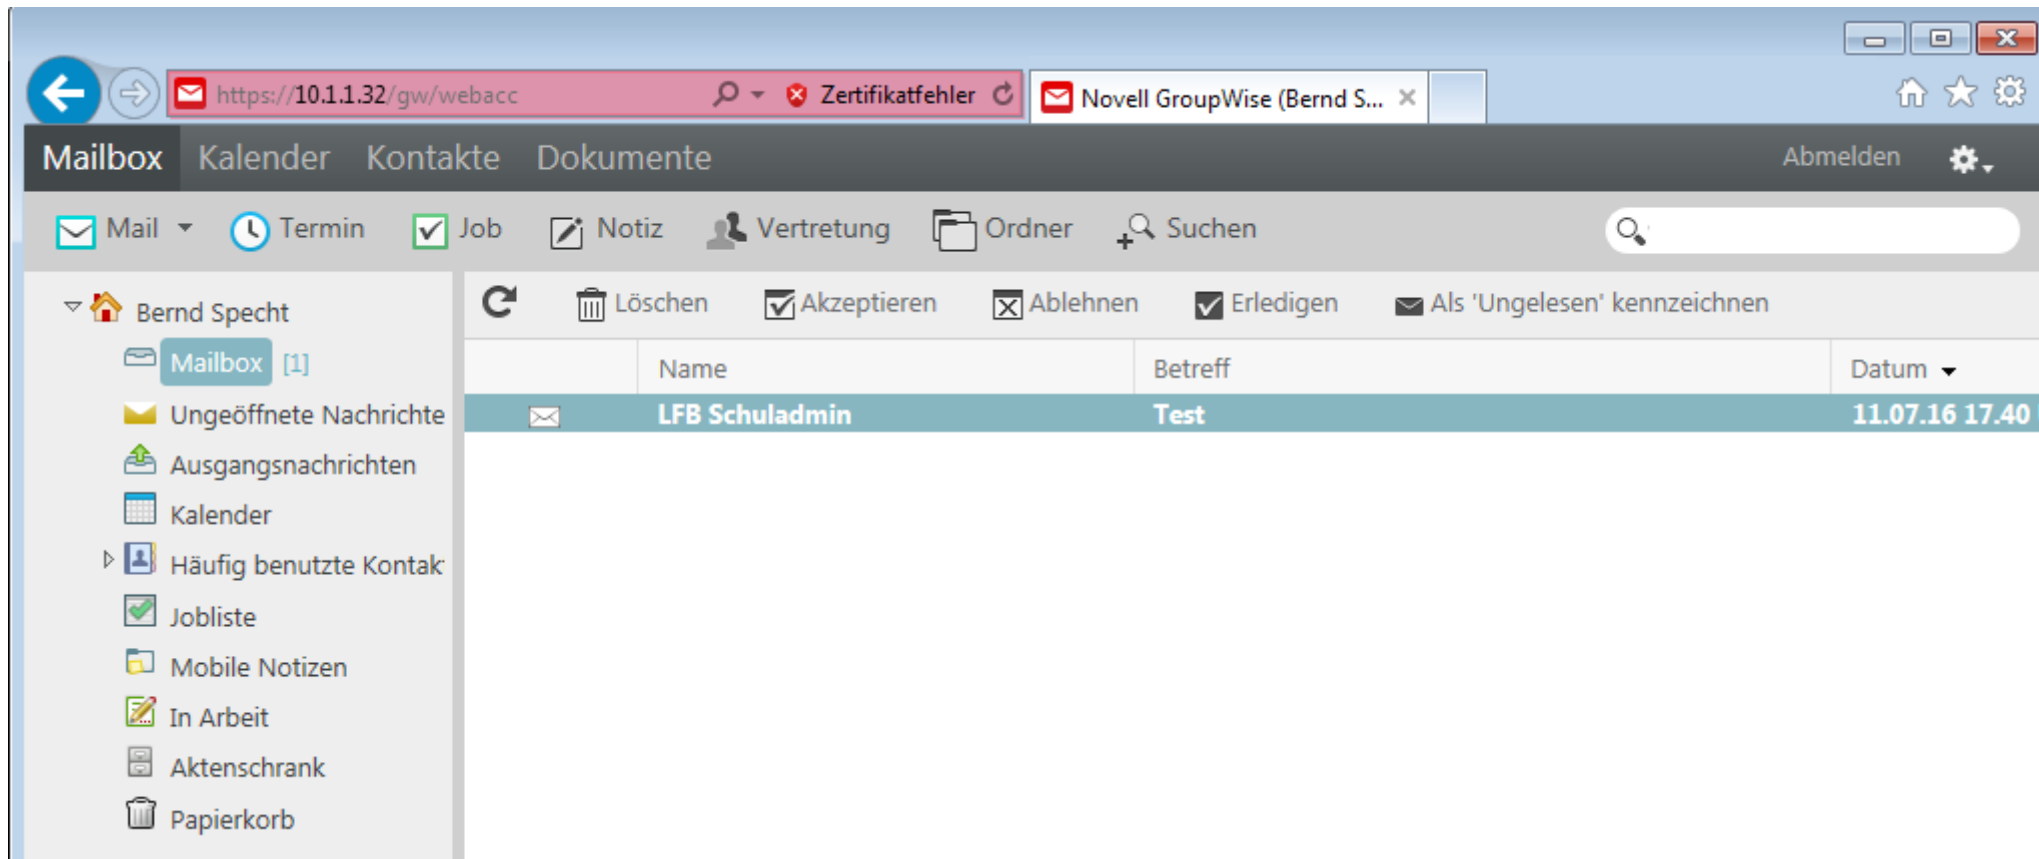 https://10.1.1.32/gw/webacc Zertifikatfehler Novell GroupWise (Bernd S...
Mailbox Kalender Kontakte Dokumente Abmelden
Mail Termin Job Notiz Vertretung Ordner Suchen
Bernd Specht
Löschen Akzeptieren Ablehnen Erledigen Als 'Ungelesen' kennzeichnen
Mailbox [1]
Name Betreff Datum
Ungeöffnete Nachrichte
LFB Schuladmin Test 11.07.16 17.40
Ausgangsnachrichten
Kalender
Häufig benutzte Kontak
Jobliste
Mobile Notizen
In Arbeit
Aktenschrank
Papierkorb